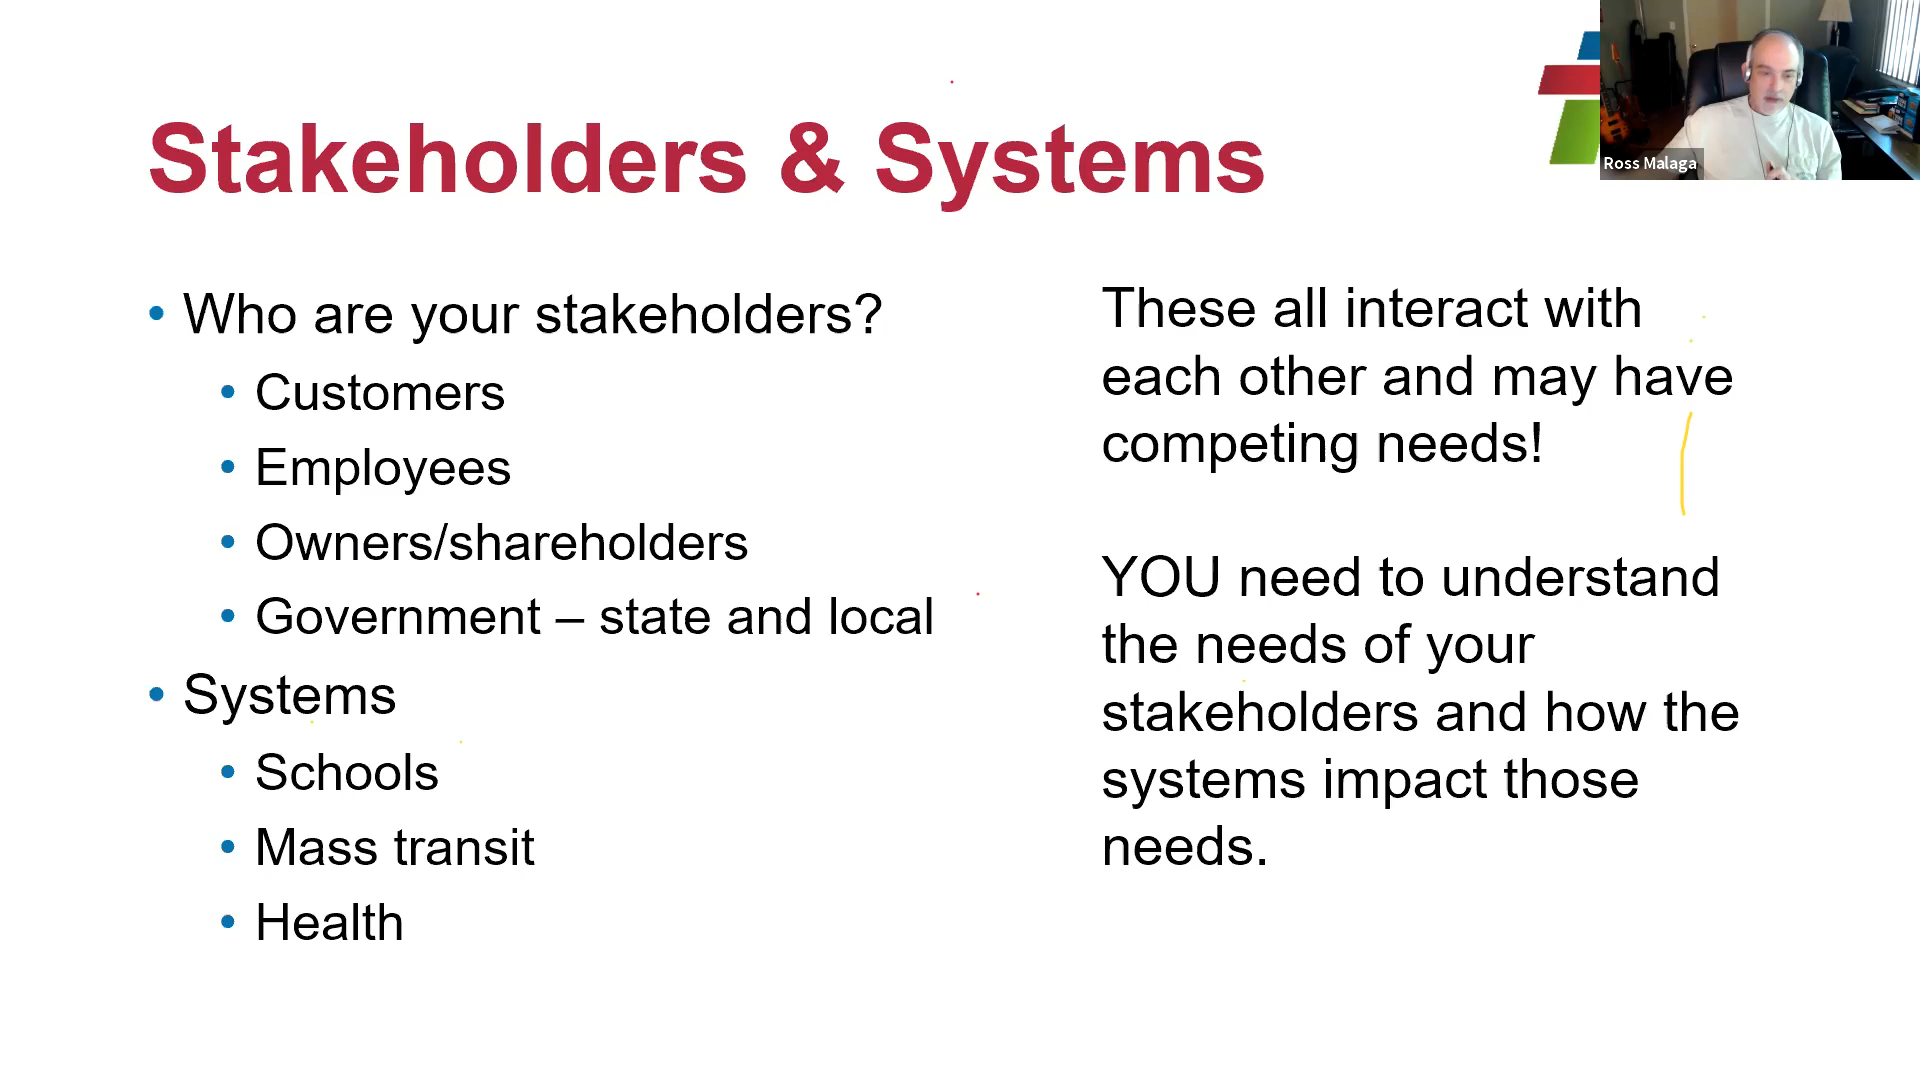 Stakeholders & Systems
Ross Malaga
• Who are your stakeholders?
• Customers
• Employees
• Owners/shareholders
• Government – state and local
• Systems
• Schools
• Mass transit
• Health
These all interact with
each other and may have
competing needs!
YOU need to understand
the needs of your
stakeholders and how the
systems impact those
needs.